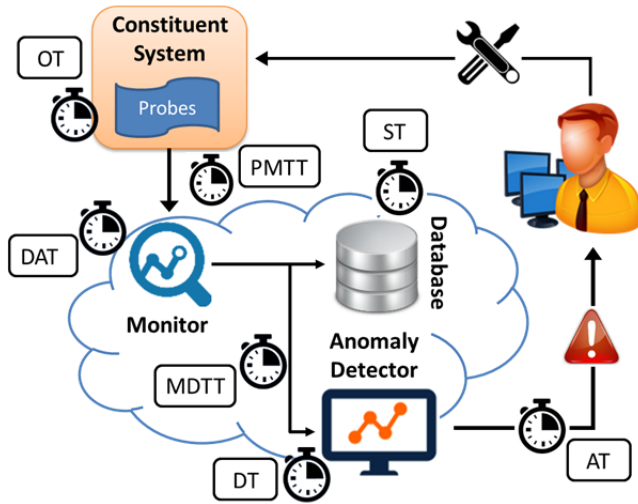 Constituent
System
OT
Probes
ST
PMTT
DAT
Database
Monitor
Anomaly
Detector
MDTT
DT
AT